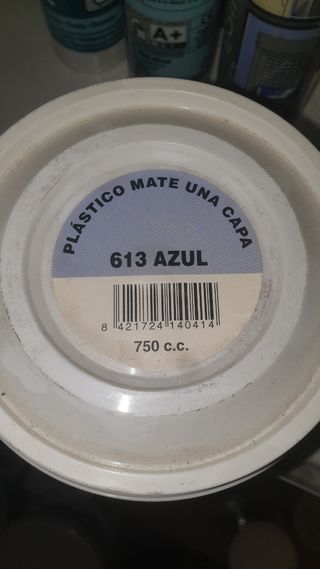 A+
PLÁSTICO MATE UNA CAPA
613 AZUL
8 421724 140414
750 c.c.